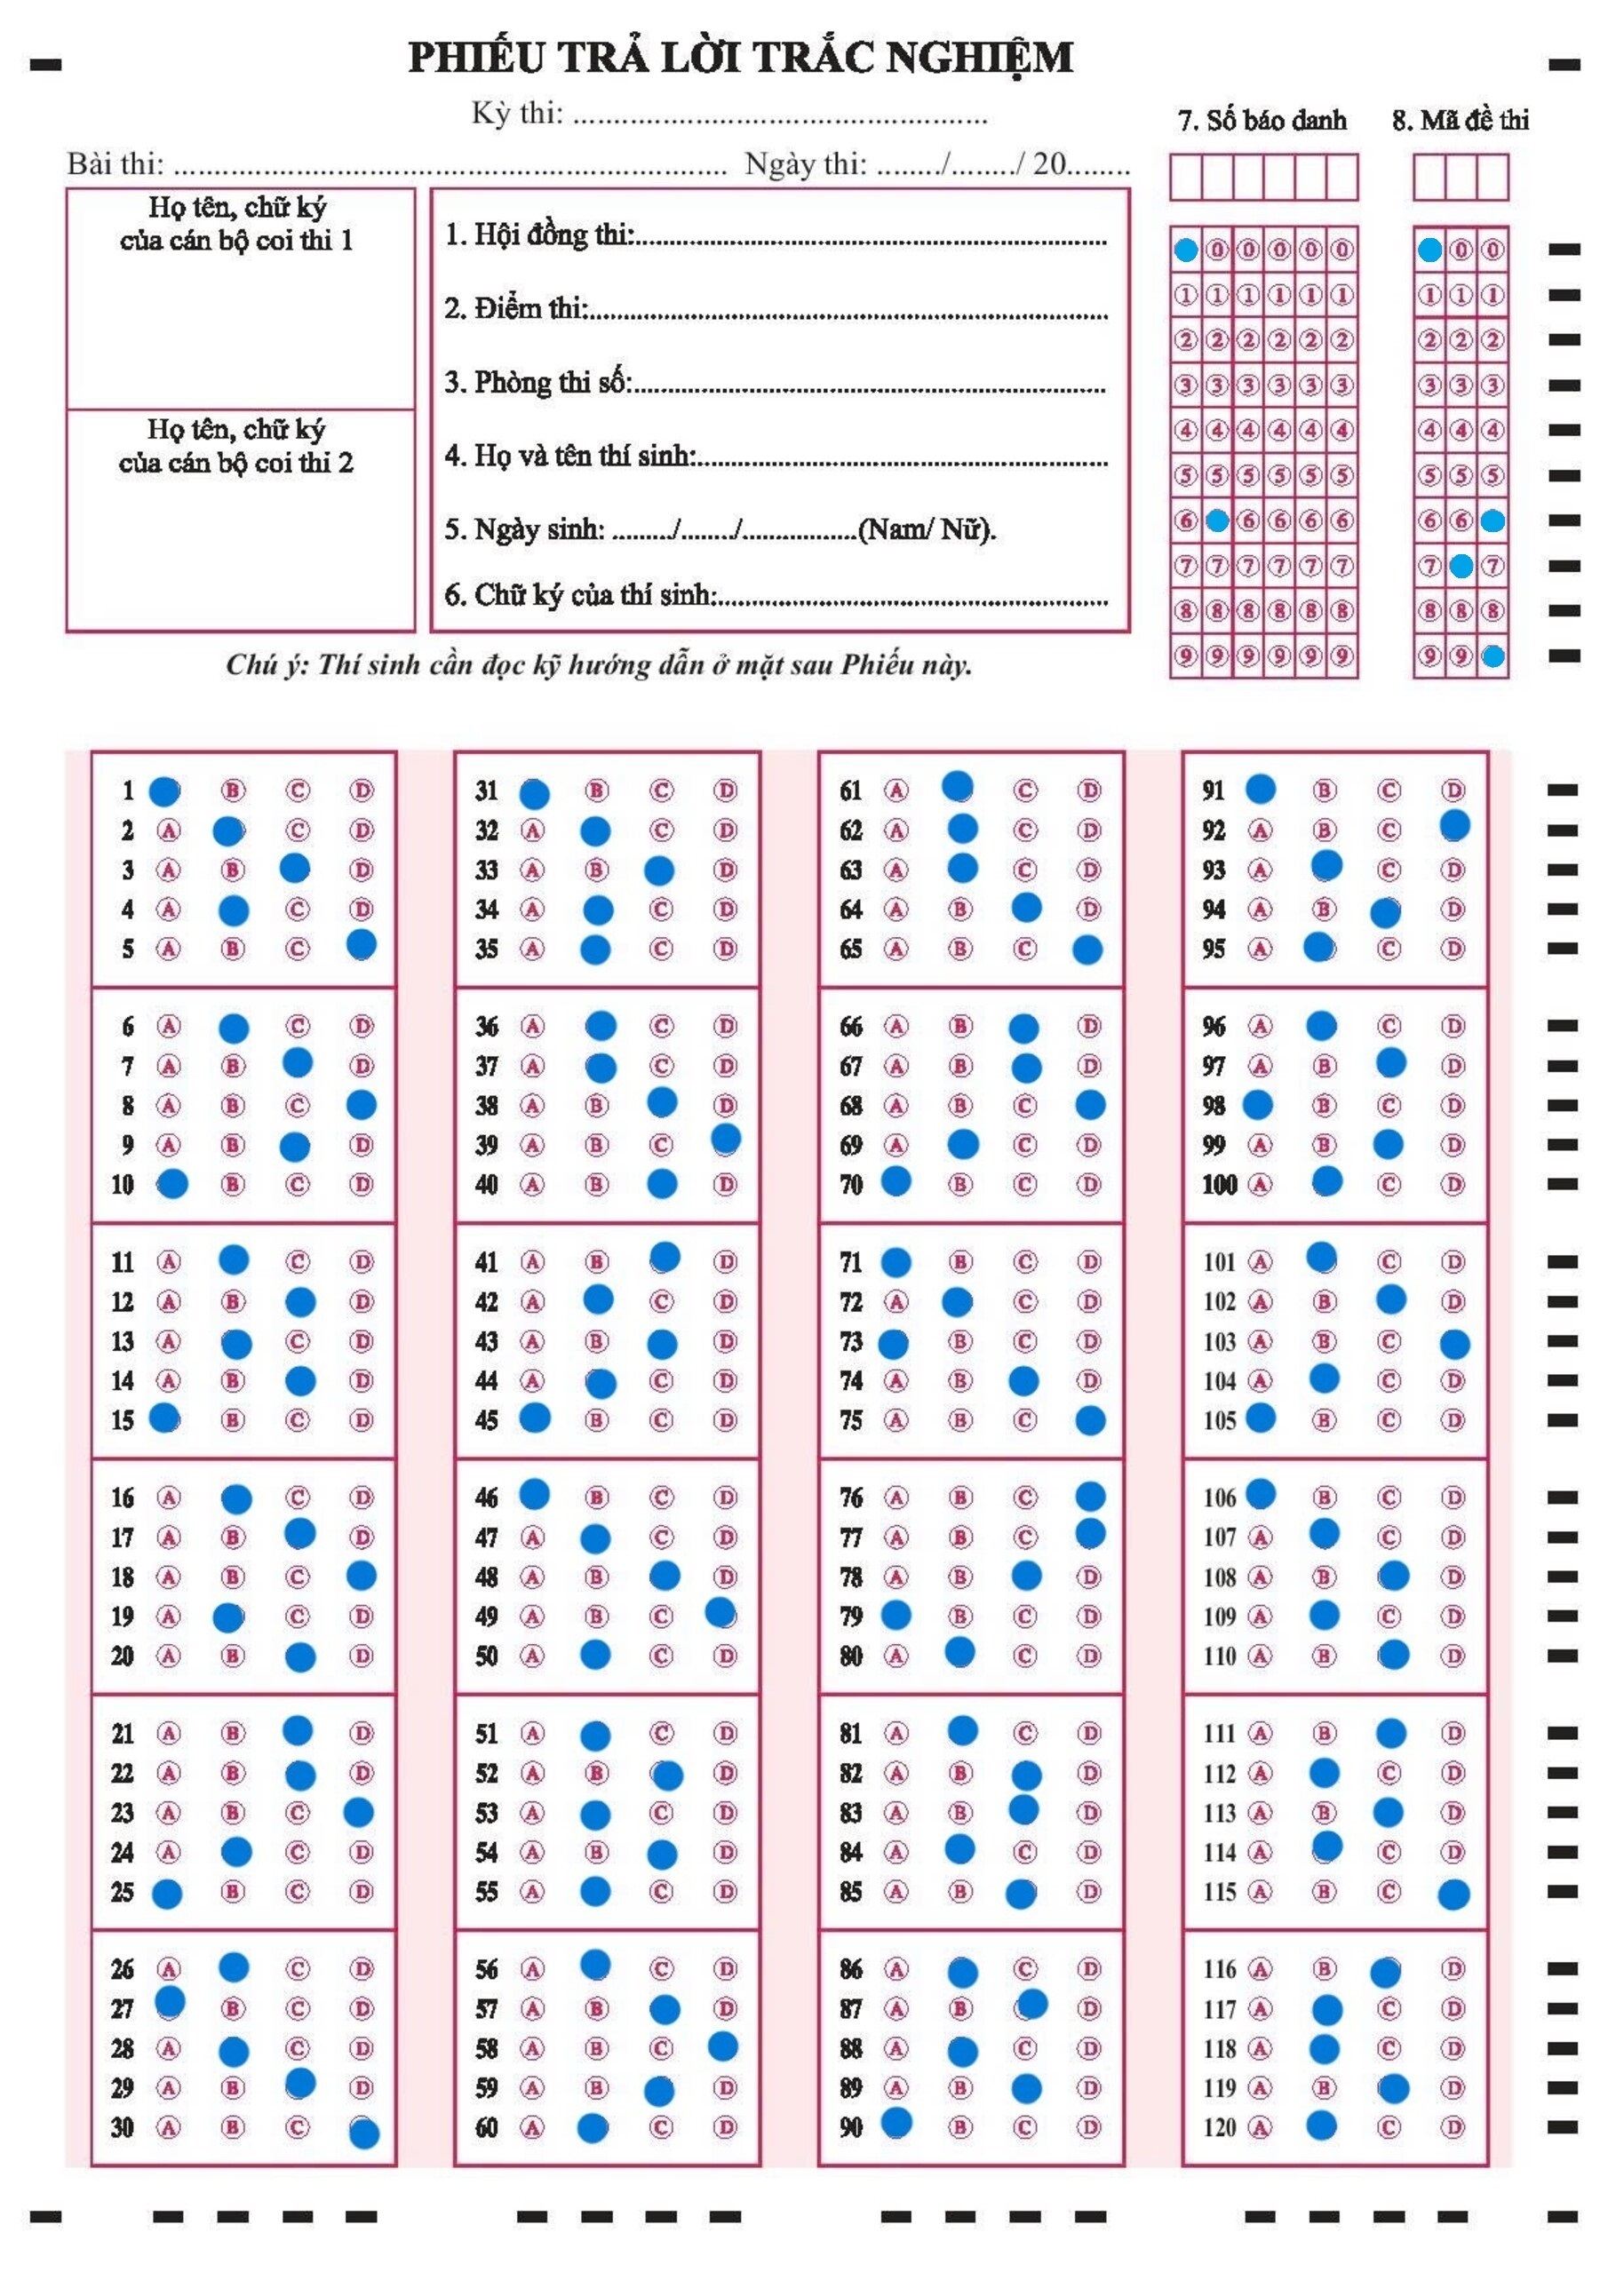 PHIẾU TRẢ LỜI TRẮC NGHIỆM
Kỳ thi: ...................................................
Bài thi: .................................................................... Ngày thi: ......../......../ 20........
7. Số báo danh
8. Mã đề thi
Họ tên, chữ ký
của cán bộ coi thi 1
Họ tên, chữ ký
của cán bộ coi thi 2
1. Hội đồng thi:..........................................................................
2. Điểm thi:..........................................................................
3. Phòng thi số:..........................................................................
4. Họ và tên thí sinh:..........................................................................
5. Ngày sinh: ........./......../.................(Nam/ Nữ).
6. Chữ ký của thí sinh:..........................................................................
Chú ý: Thí sinh cần đọc kỹ hướng dẫn ở mặt sau Phiếu này.
0 0 0 0 0 0 0
1 1 1 1 1 1 1 1 1
2 2 2 2 2 2 2 2 2
3 3 3 3 3 3 3 3 3
4 4 4 4 4 4 4 4 4
5 5 5 5 5 5 5 5 5
6 6 6 6 6 6 6
7 7 7 7 7 7 7 7
8 8 8 8 8 8 8 8 8
9 9 9 9 9 9 9 9
1 B C D
2 A C D
3 A B D
4 A C D
5 A B C
6 A C D
7 A B D
8 A B C
9 A B D
10 B C D
11 A C D
12 A B D
13 A C D
14 A B D
15 B C D
16 A C D
17 A B D
18 A B C
19 A C D
20 A B D
21 A B D
22 A B D
23 A B C
24 A C D
25 B C D
26 A C D
27 B C D
28 A C D
29 A B D
30 A B C
31 B C D
32 A C D
33 A B D
34 A C D
35 A C D
36 A C D
37 A C D
38 A B D
39 A B C
40 A B D
41 A B D
42 A C D
43 A B D
44 A C D
45 B C D
46 B C D
47 A C D
48 A B D
49 A B C
50 A C D
51 A C D
52 A B D
53 A C D
54 A B D
55 A C D
56 A C D
57 A B D
58 A B C
59 A B D
60 A C D
61 A C D
62 A C D
63 A C D
64 A B D
65 A B C
66 A B D
67 A B D
68 A B C
69 A C D
70 B C D
71 B C D
72 A C D
73 B C D
74 A B D
75 A B C
76 A B C
77 A B C
78 A B D
79 B C D
80 A C D
81 A C D
82 A B D
83 A B D
84 A C D
85 A B D
86 A C D
87 A B D
88 A C D
89 A B D
90 B C D
91 B C D
92 A B C
93 A C D
94 A B D
95 A C D
96 A C D
97 A B D
98 B C D
99 A B D
100 A C D
101 A C D
102 A B D
103 A B C
104 A C D
105 B C D
106 B C D
107 A C D
108 A B D
109 A C D
110 A B D
111 A B D
112 A C D
113 A B D
114 A C D
115 A B C
116 A B D
117 A C D
118 A C D
119 A B D
120 A C D